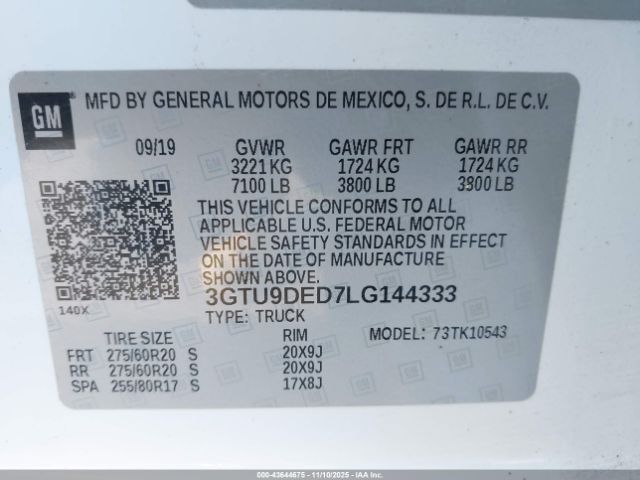 GM
MFD BY GENERAL MOTORS DE MEXICO, S. DE R.L. DE C.V.
09/19 GVWR GAWR FRT GAWR RR
3221 KG 1724 KG 1724 KG
7100 LB 3800 LB 3800 LB
THIS VEHICLE CONFORMS TO ALL
APPLICABLE U.S. FEDERAL MOTOR
VEHICLE SAFETY STANDARDS IN EFFECT
ON THE DATE OF MANUFACTURE
SHOWN ABOVE.
3GTU9DED7LG144333
140X
TYPE: TRUCK
TIRE SIZE RIM MODEL: 73TK10543
FRT 275/60R20 S 20X9J
RR 275/60R20 S 20X9J
SPA 255/80R17 S 17X8J
000-43644675 - 11/10/2025 - IAAI.COM